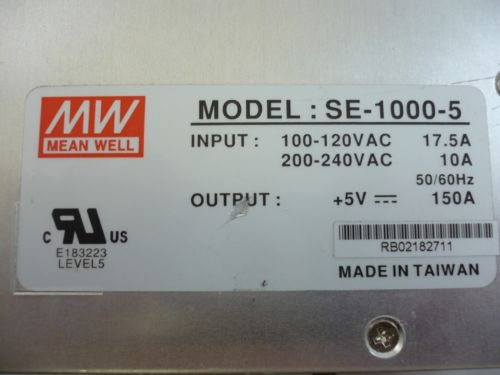 MW
MEAN WELL
MODEL : SE-1000-5
INPUT : 100-120VAC 17.5A
200-240VAC 10A
50/60Hz
OUTPUT : +5V 150A
C RU US
E183223
LEVEL5
RB02182711
MADE IN TAIWAN